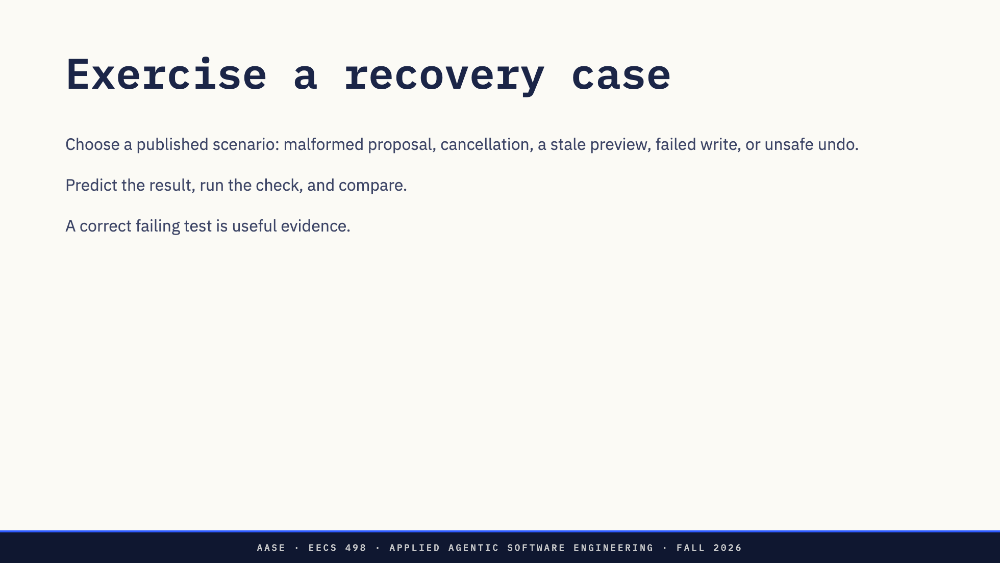 Exercise a recovery case
Choose a published scenario: malformed proposal, cancellation, a stale preview, failed write, or unsafe undo.
Predict the result, run the check, and compare.
A correct failing test is useful evidence.
AASE · EECS 498 · APPLIED AGENTIC SOFTWARE ENGINEERING · FALL 2026